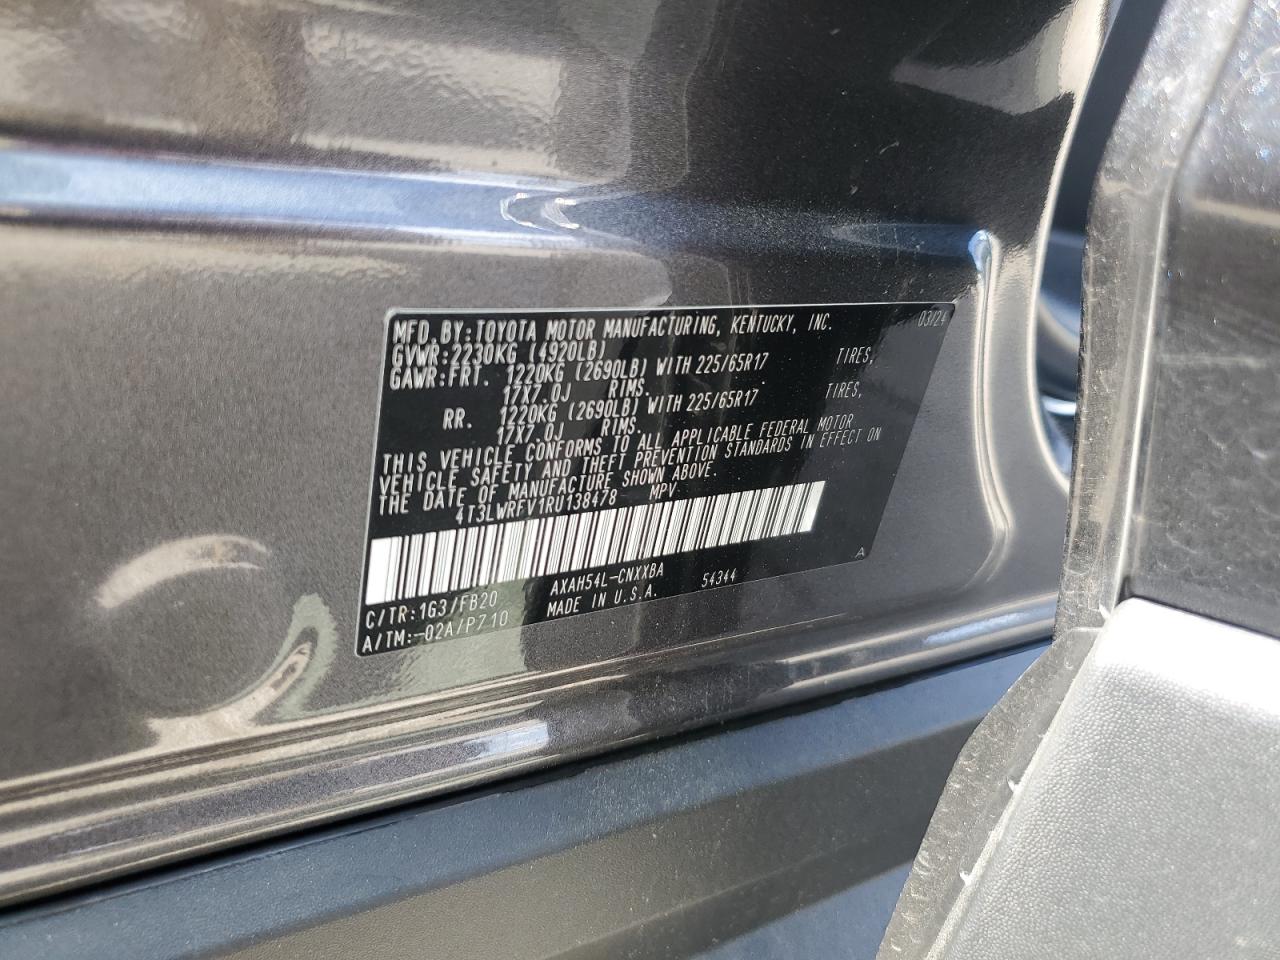 MFD. BY: TOYOTA MOTOR MANUFACTURING, KENTUCKY, INC. 03/24
GVWR: 2230KG (4920LB)
GAWR: FRT. 1220KG (2690LB) WITH 225/65R17 TIRES,
17X7.0J RIMS.
RR. 1220KG (2690LB) WITH 225/65R17 TIRES,
17X7.0J RIMS.
THIS VEHICLE CONFORMS TO ALL APPLICABLE FEDERAL MOTOR
VEHICLE SAFETY AND THEFT PREVENTION STANDARDS IN EFFECT ON
THE DATE OF MANUFACTURE SHOWN ABOVE.
4T3LWRFV1RU138478 MPV
A
C/TR: 1G3/FB20 AXAH54L-CNXXBA 54344
A/TM: -02A/P710 MADE IN U.S.A.